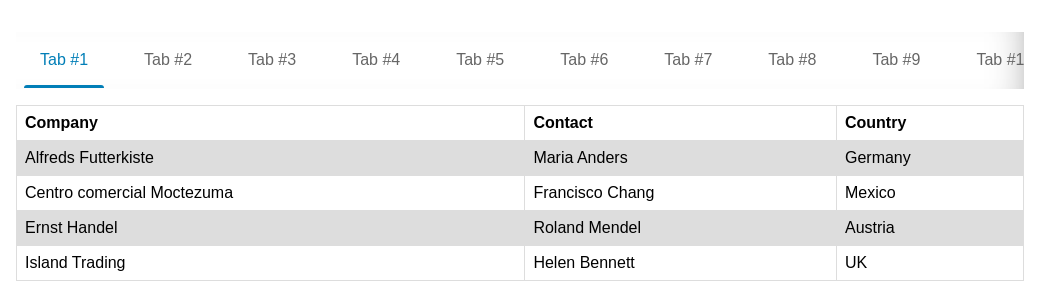 Tab #1 Tab #2 Tab #3 Tab #4 Tab #5 Tab #6 Tab #7 Tab #8 Tab #9 Tab #1
Company Contact Country
Alfreds Futterkiste Maria Anders Germany
Centro comercial Moctezuma Francisco Chang Mexico
Ernst Handel Roland Mendel Austria
Island Trading Helen Bennett UK